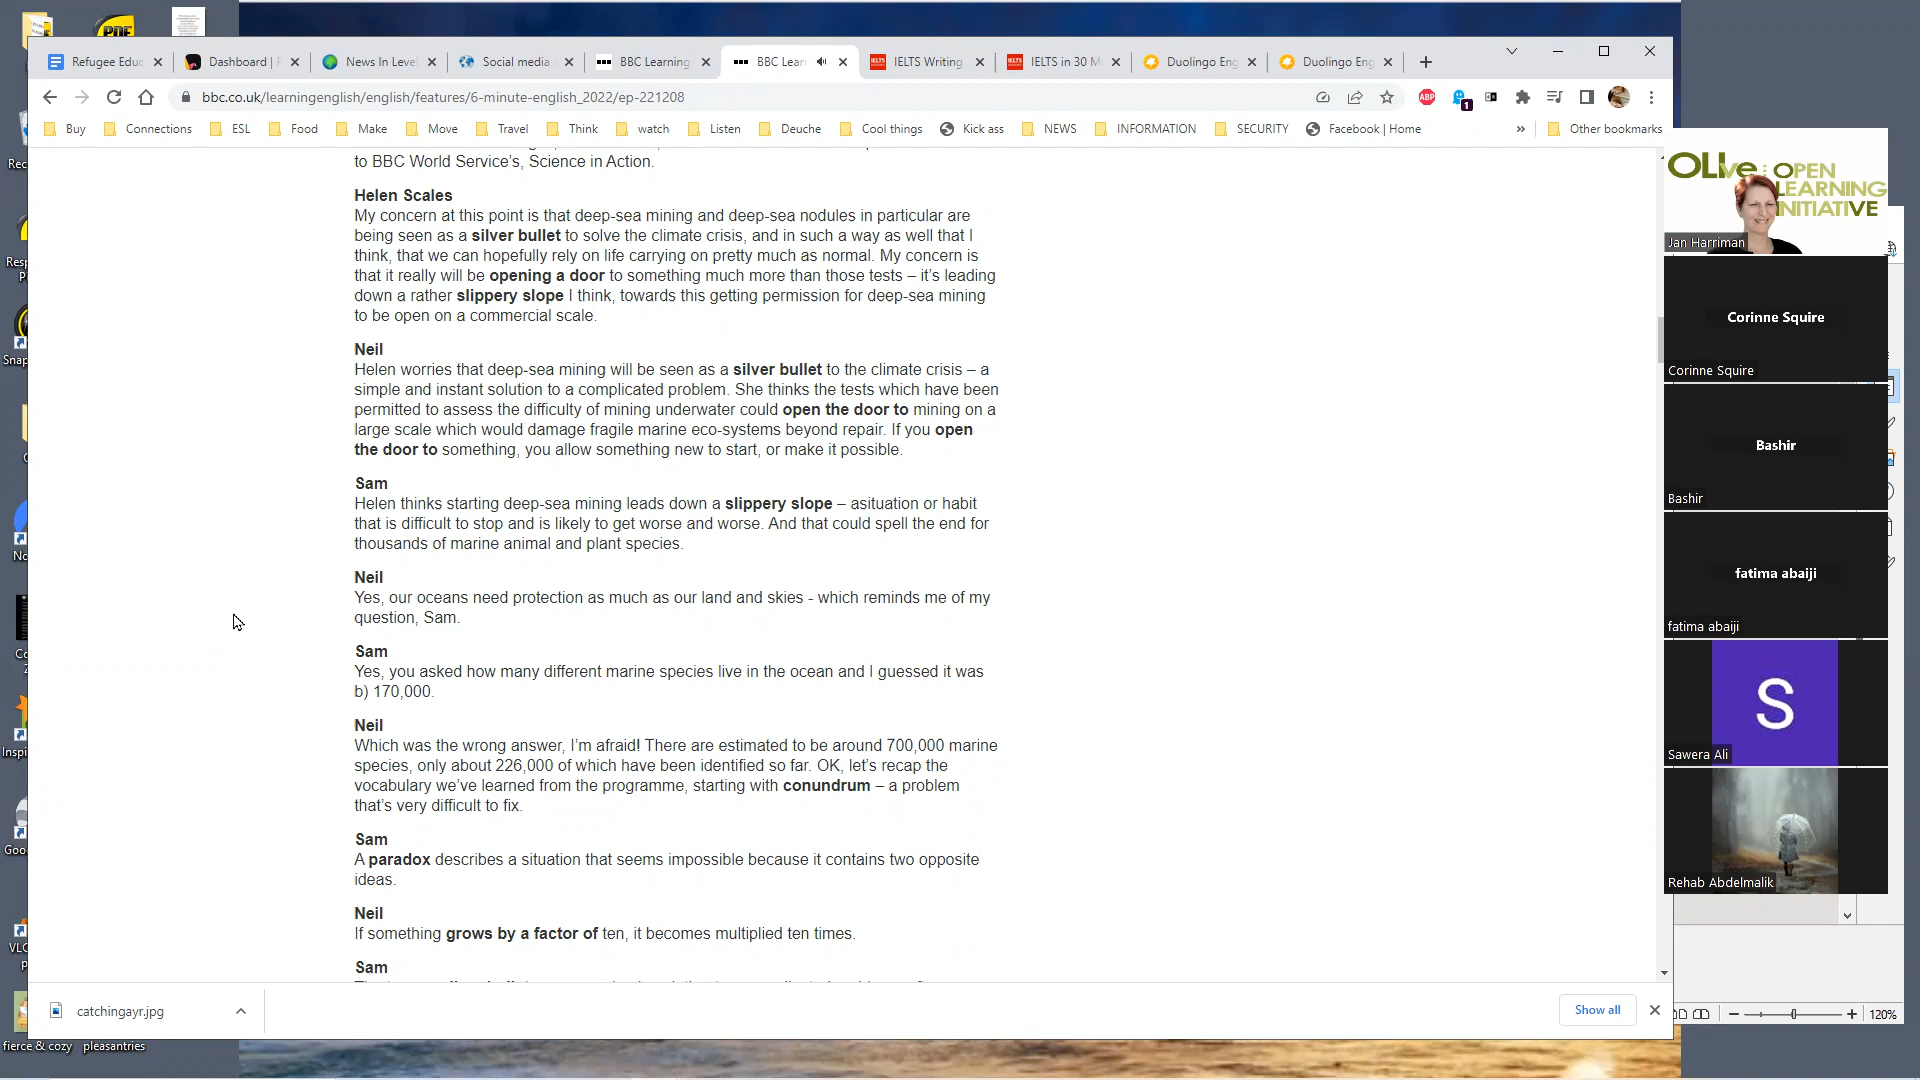 Refugee Educ
Dashboard |
News In Leve
Social media
BBC Learning
BBC Lear
IELTS Writing
IELTS in 30 M
Duolingo Eng
Duolingo Eng
bbc.co.uk/learningenglish/english/features/6-minute-english_2022/ep-221208
ABP
1
Buy
Connections
ESL
Food
Make
Move
Travel
Think
watch
Listen
Deuche
Cool things
Kick ass
NEWS
INFORMATION
SECURITY
Facebook | Home
»
Other bookmarks
to BBC World Service's, Science in Action.
Helen Scales
My concern at this point is that deep-sea mining and deep-sea nodules in particular are
being seen as a silver bullet to solve the climate crisis, and in such a way as well that I
think, that we can hopefully rely on life carrying on pretty much as normal. My concern is
that it really will be opening a door to something much more than those tests – it's leading
down a rather slippery slope I think, towards this getting permission for deep-sea mining
to be open on a commercial scale.
Neil
Helen worries that deep-sea mining will be seen as a silver bullet to the climate crisis – a
simple and instant solution to a complicated problem. She thinks the tests which have been
permitted to assess the difficulty of mining underwater could open the door to mining on a
large scale which would damage fragile marine eco-systems beyond repair. If you open
the door to something, you allow something new to start, or make it possible.
Sam
Helen thinks starting deep-sea mining leads down a slippery slope – asituation or habit
that is difficult to stop and is likely to get worse and worse. And that could spell the end for
thousands of marine animal and plant species.
Neil
Yes, our oceans need protection as much as our land and skies - which reminds me of my
question, Sam.
Sam
Yes, you asked how many different marine species live in the ocean and I guessed it was
b) 170,000.
Neil
Which was the wrong answer, I'm afraid! There are estimated to be around 700,000 marine
species, only about 226,000 of which have been identified so far. OK, let's recap the
vocabulary we've learned from the programme, starting with conundrum – a problem
that's very difficult to fix.
Sam
A paradox describes a situation that seems impossible because it contains two opposite
ideas.
Neil
If something grows by a factor of ten, it becomes multiplied ten times.
Sam
catchingayr.jpg
Show all
fierce & cozy
pleasantries
PDF
OLIve : OPEN
LEARNING
INITIATIVE
Jan Harriman
Corinne Squire
Corinne Squire
Bashir
Bashir
fatima abaiji
fatima abaiji
S
Sawera Ali
Rehab Abdelmalik
120%